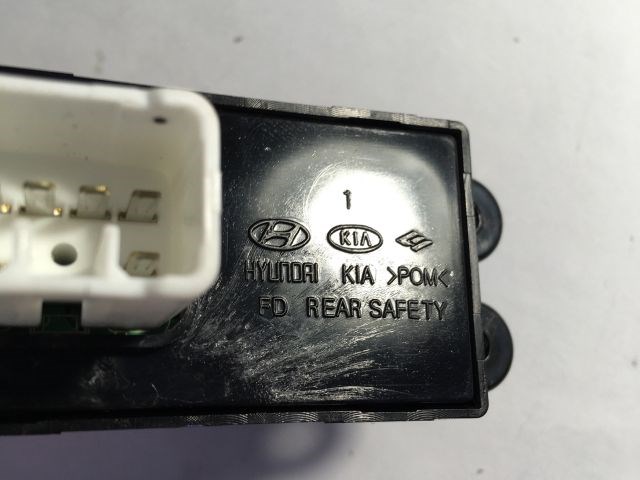 1
KIA
HYUNDAI KIA >POM<
FD REAR SAFETY